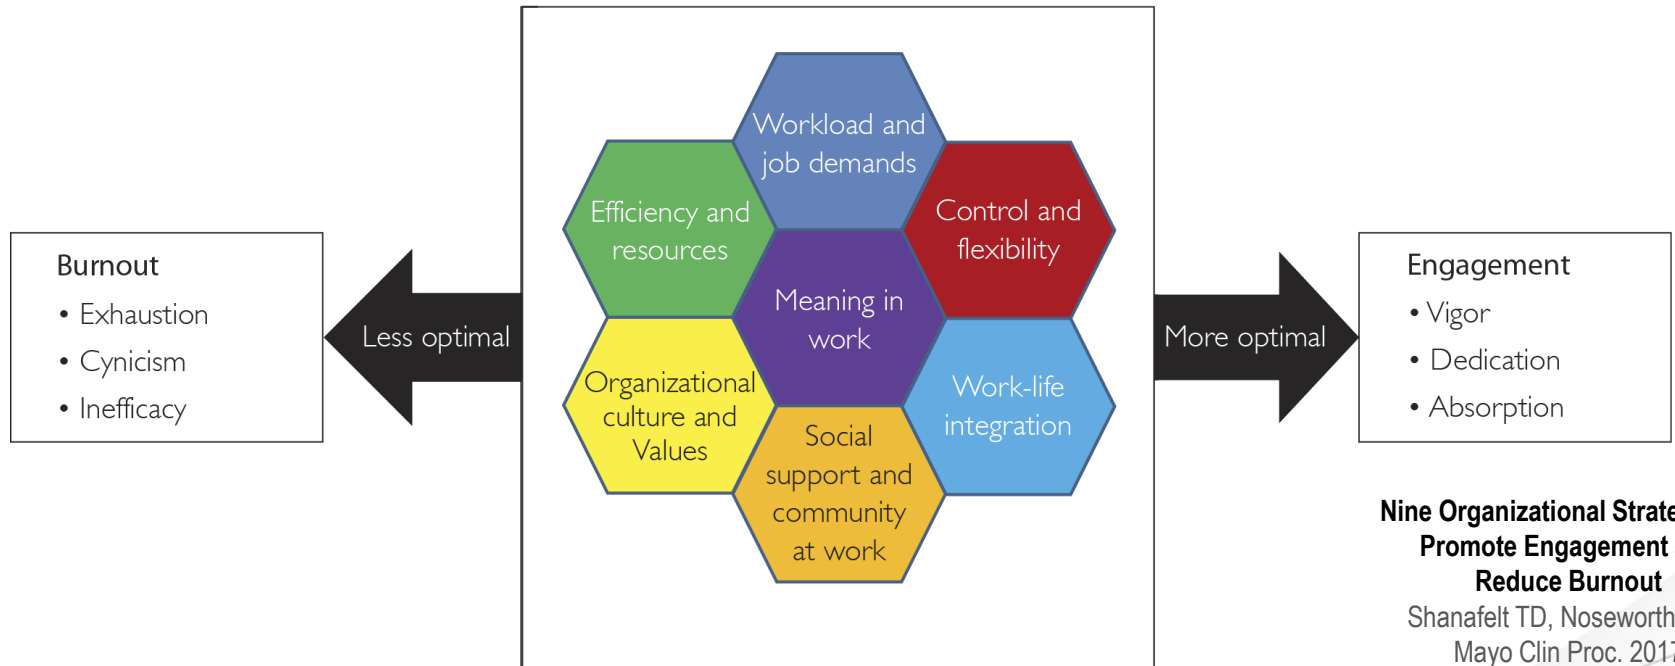 Workload and
job demands
Efficiency and
resources
Control and
flexibility
Meaning in
work
Organizational
culture and
Values
Work-life
integration
Social
support and
community
at work
Burnout
• Exhaustion
• Cynicism
• Inefficacy
Less optimal
More optimal
Engagement
• Vigor
• Dedication
• Absorption
Nine Organizational
Promote Engagement
Reduce Burnout
Shanafelt TD,
Mayo Clin Proc.